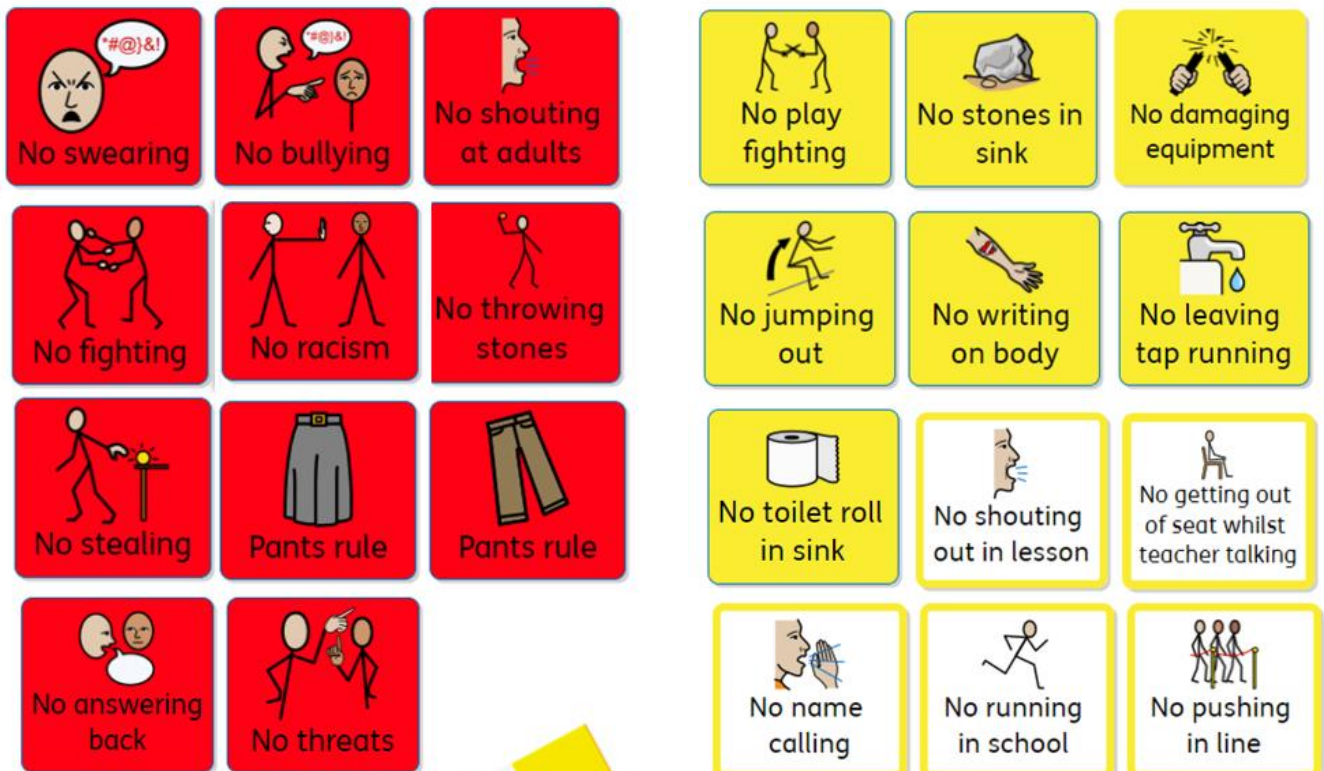 *#@}&!
No swearing
*#@}&!
No bullying
No shouting
at adults
No fighting
No racism
No throwing
stones
No stealing
Pants rule
Pants rule
No answering
back
No threats
No play
fighting
No stones in
sink
No damaging
equipment
No jumping
out
No writing
on body
No leaving
tap running
No toilet roll
in sink
No shouting
out in lesson
No getting out
of seat whilst
teacher talking
No name
calling
No running
in school
No pushing
in line